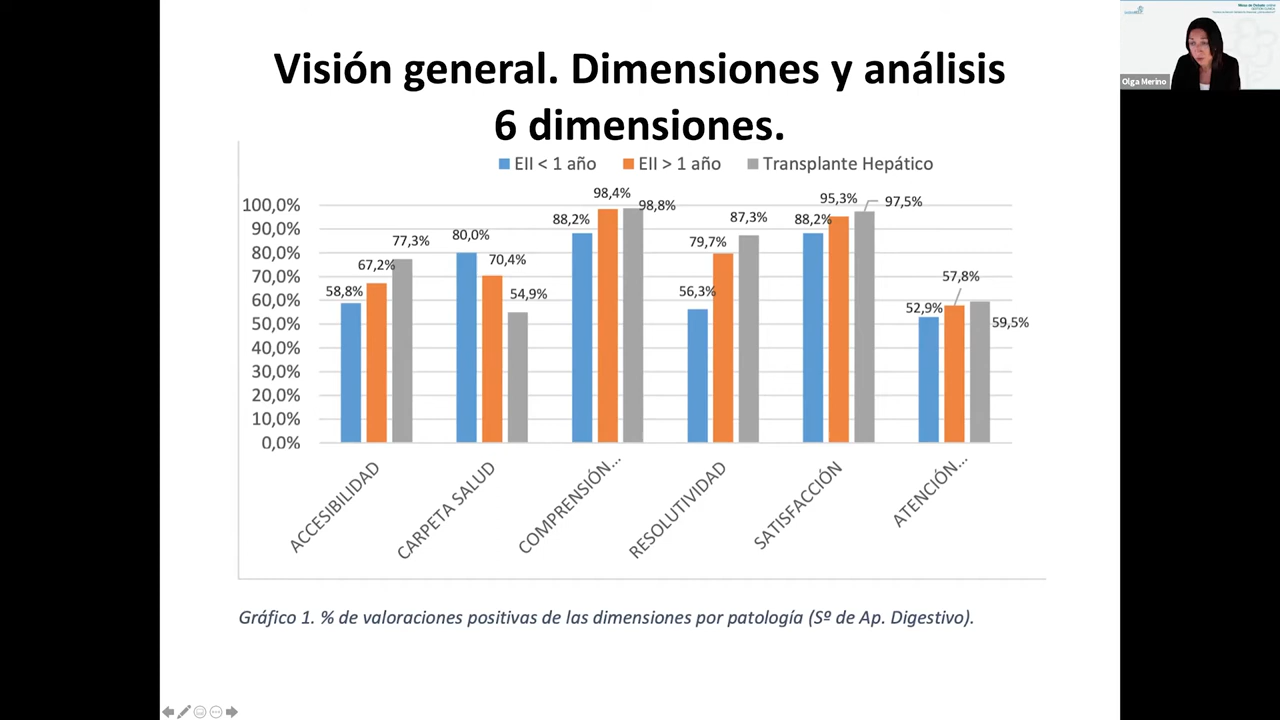 Visión general. Dimensiones y análisis
6 dimensiones.
EII < 1 año
EII > 1 año
Transplante Hepático
100,0%
90,0%
80,0%
70,0%
60,0%
50,0%
40,0%
30,0%
20,0%
10,0%
0,0%
58,8%
67,2%
77,3%
80,0%
70,4%
54,9%
88,2%
98,4%
98,8%
56,3%
79,7%
87,3%
88,2%
95,3%
97,5%
52,9%
57,8%
59,5%
ACCESIBILIDAD
CARPETA SALUD
COMPRENSIÓN...
RESOLUTIVIDAD
SATISFACCIÓN
ATENCIÓN...
Gráfico 1. % de valoraciones positivas de las dimensiones por patología (Sº de Ap. Digestivo).
Olga Merino